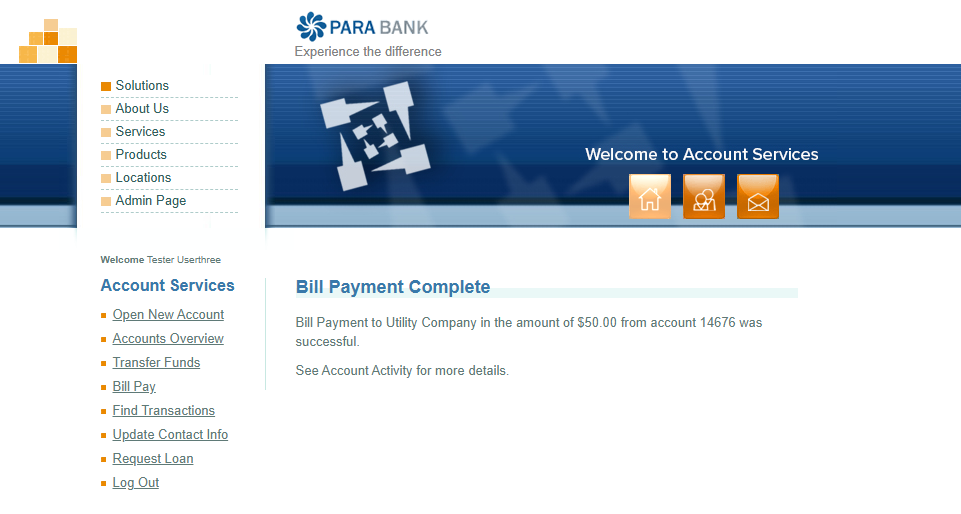 PARA BANK
Experience the difference
Solutions
About Us
Services
Products
Locations
Admin Page
Welcome to Account Services
Welcome Tester Userthree
Account Services
Open New Account
Accounts Overview
Transfer Funds
Bill Pay
Find Transactions
Update Contact Info
Request Loan
Log Out
Bill Payment Complete
Bill Payment to Utility Company in the amount of $50.00 from account 14676 was
successful.
See Account Activity for more details.